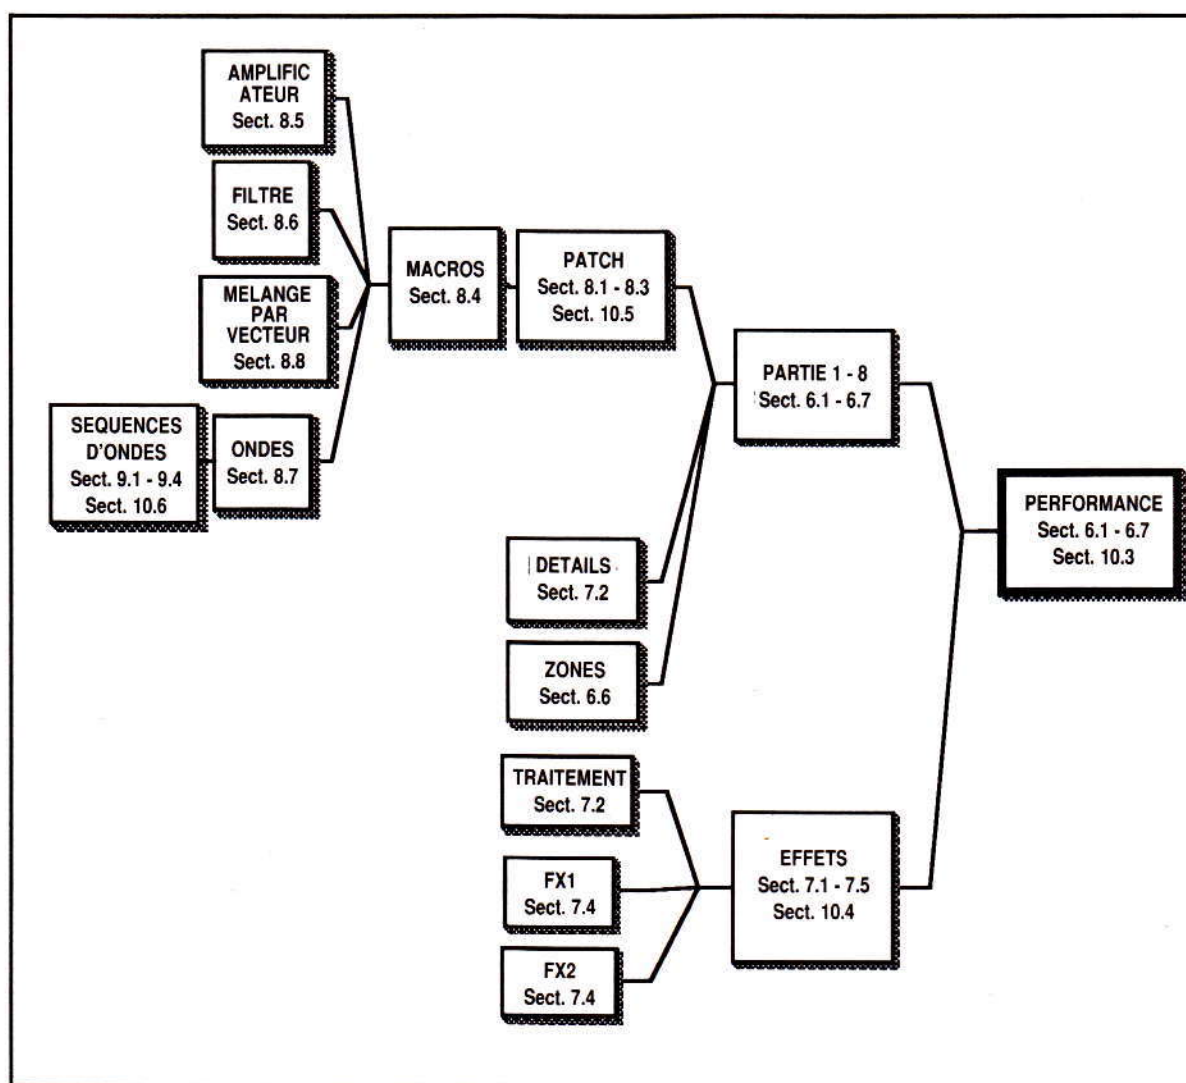 AMPLIFIC
ATEUR
Sect. 8.5
FILTRE
Sect. 8.6
MELANGE
PAR
VECTEUR
Sect. 8.8
SEQUENCES
D'ONDES
Sect. 9.1 - 9.4
Sect. 10.6
ONDES
Sect. 8.7
MACROS
Sect. 8.4
PATCH
Sect. 8.1 - 8.3
Sect. 10.5
PARTIE 1 - 8
Sect. 6.1 - 6.7
DETAILS
Sect. 7.2
ZONES
Sect. 6.6
TRAITEMENT
Sect. 7.2
FX1
Sect. 7.4
FX2
Sect. 7.4
EFFETS
Sect. 7.1 - 7.5
Sect. 10.4
PERFORMANCE
Sect. 6.1 - 6.7
Sect. 10.3